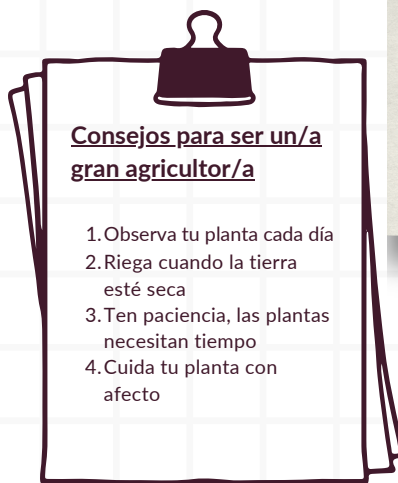 Consejos para ser un/a
gran agricultor/a
1. Observa tu planta cada día
2. Riega cuando la tierra
esté seca
3. Ten paciencia, las plantas
necesitan tiempo
4. Cuida tu planta con
afecto